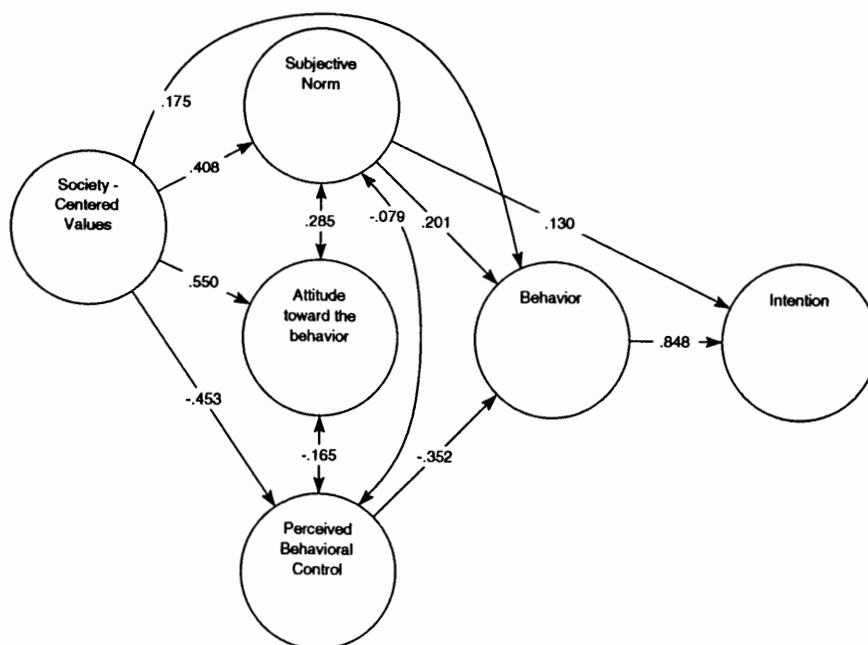 Subjective
Norm
.175
.408
Society -
Centered
Values
.285
-.079
.201
.130
.550
Attitude
toward the
behavior
Behavior
Intention
.848
-.453
-.165
-.352
Perceived
Behavioral
Control